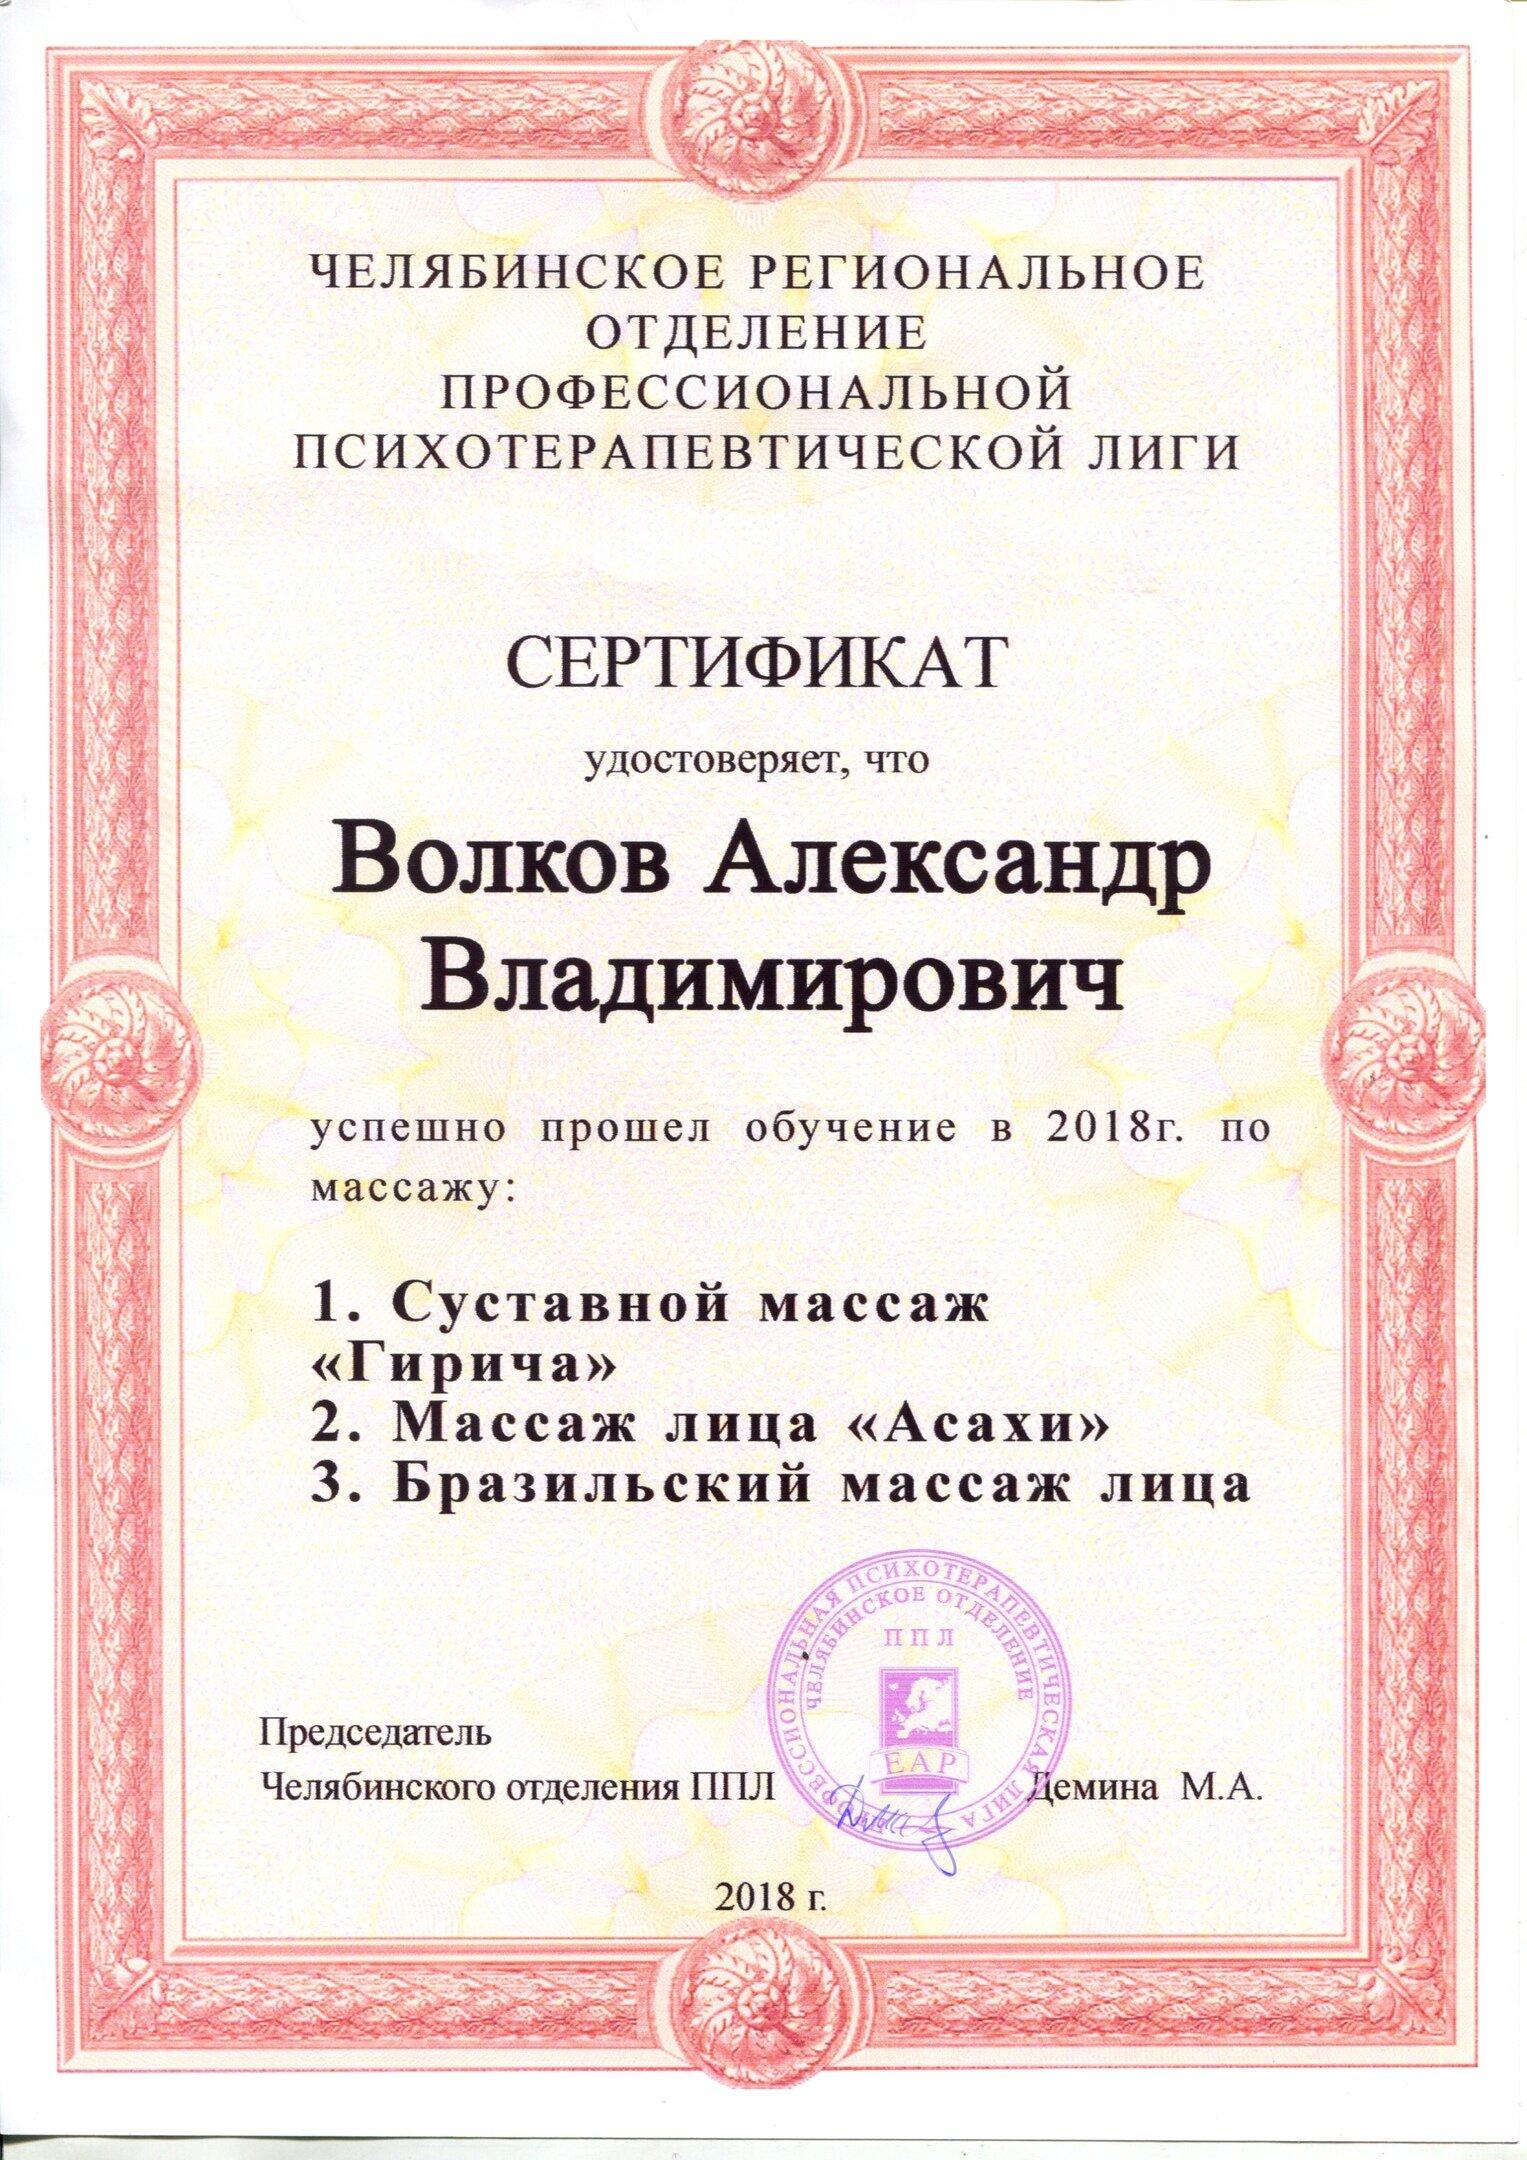 ЧЕЛЯБИНСКОЕ РЕГИОНАЛЬНОЕ
ОТДЕЛЕНИЕ
ПРОФЕССИОНАЛЬНОЙ
ПСИХОТЕРАПЕВТИЧЕСКОЙ ЛИГИ
СЕРТИФИКАТ
удостоверяет, что
Волков Александр
Владимирович
успешно прошел обучение в 2018г. по
массажу:
1. Суставной массаж
«Гирича»
2. Массаж лица «Асахи»
3. Бразильский массаж лица
ПРОФЕССИОНАЛЬНАЯ ПСИХОТЕРАПЕВТИЧЕСКАЯ ЛИГА
ЧЕЛЯБИНСКОЕ ОТДЕЛЕНИЕ
ППЛ
EAP
Председатель
Челябинского отделения ППЛ Демина М.А.
2018 г.